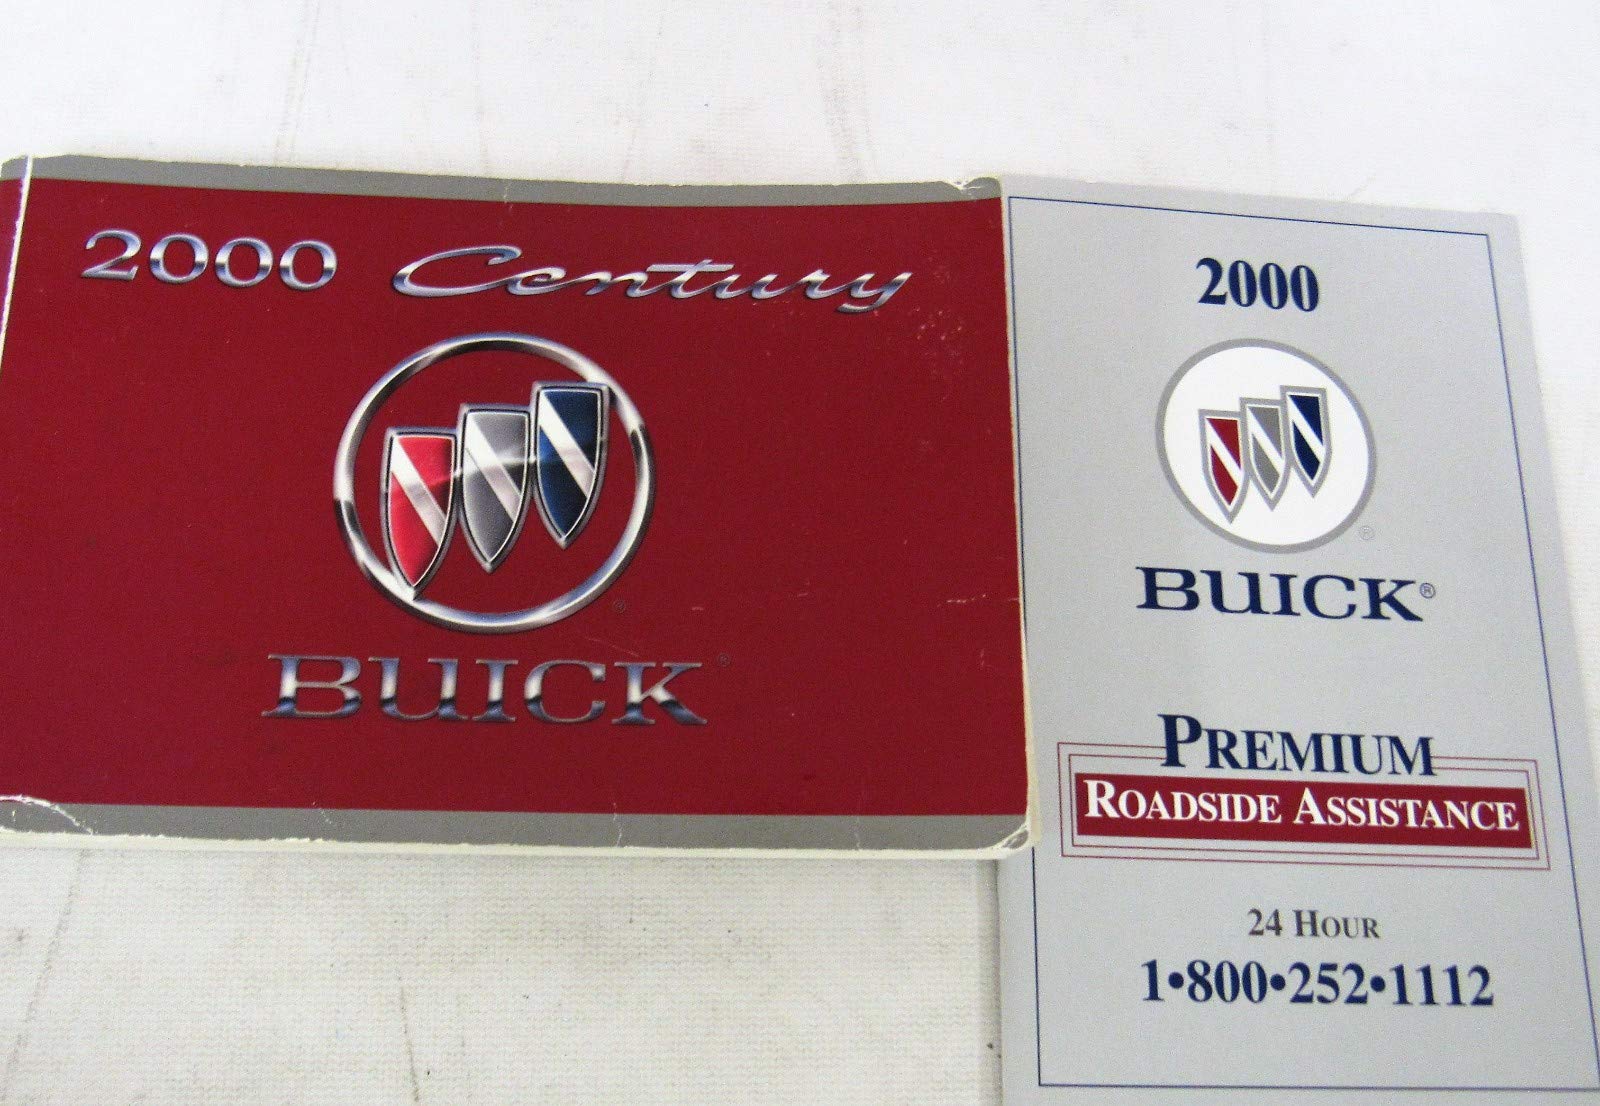 2000 Century
®
BUICK®
2000
®
BUICK®
PREMIUM
ROADSIDE ASSISTANCE
24 HOUR
1•800•252•1112